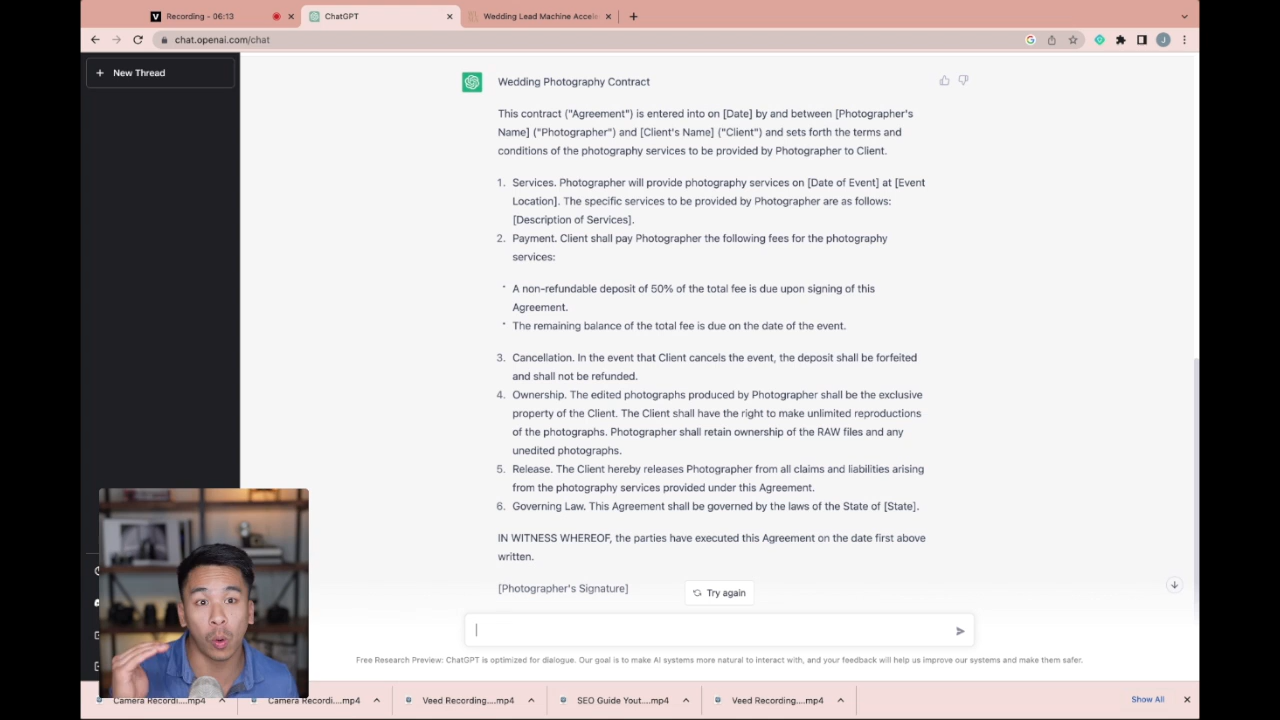 Recording - 06:13
ChatGPT
Wedding Lead Machine Accele
chat.openai.com/chat
J
New Thread
Wedding Photography Contract
This contract ("Agreement") is entered into on [Date] by and between [Photographer's
Name] ("Photographer") and [Client's Name] ("Client") and sets forth the terms and
conditions of the photography services to be provided by Photographer to Client.
1. Services. Photographer will provide photography services on [Date of Event] at [Event
Location]. The specific services to be provided by Photographer are as follows:
[Description of Services].
2. Payment. Client shall pay Photographer the following fees for the photography
services:
• A non-refundable deposit of 50% of the total fee is due upon signing of this
Agreement.
• The remaining balance of the total fee is due on the date of the event.
3. Cancellation. In the event that Client cancels the event, the deposit shall be forfeited
and shall not be refunded.
4. Ownership. The edited photographs produced by Photographer shall be the exclusive
property of the Client. The Client shall have the right to make unlimited reproductions
of the photographs. Photographer shall retain ownership of the RAW files and any
unedited photographs.
5. Release. The Client hereby releases Photographer from all claims and liabilities arising
from the photography services provided under this Agreement.
6. Governing Law. This Agreement shall be governed by the laws of the State of [State].
IN WITNESS WHEREOF, the parties have executed this Agreement on the date first above
written.
[Photographer's Signature]
Try again
Free Research Preview: ChatGPT is optimized for dialogue. Our goal is to make AI systems more natural to interact with, and your feedback will help us improve our systems and make them safer.
Camera Recordi....mp4
Camera Recordi....mp4
Veed Recording....mp4
SEO Guide Yout....mp4
Veed Recording....mp4
Show All